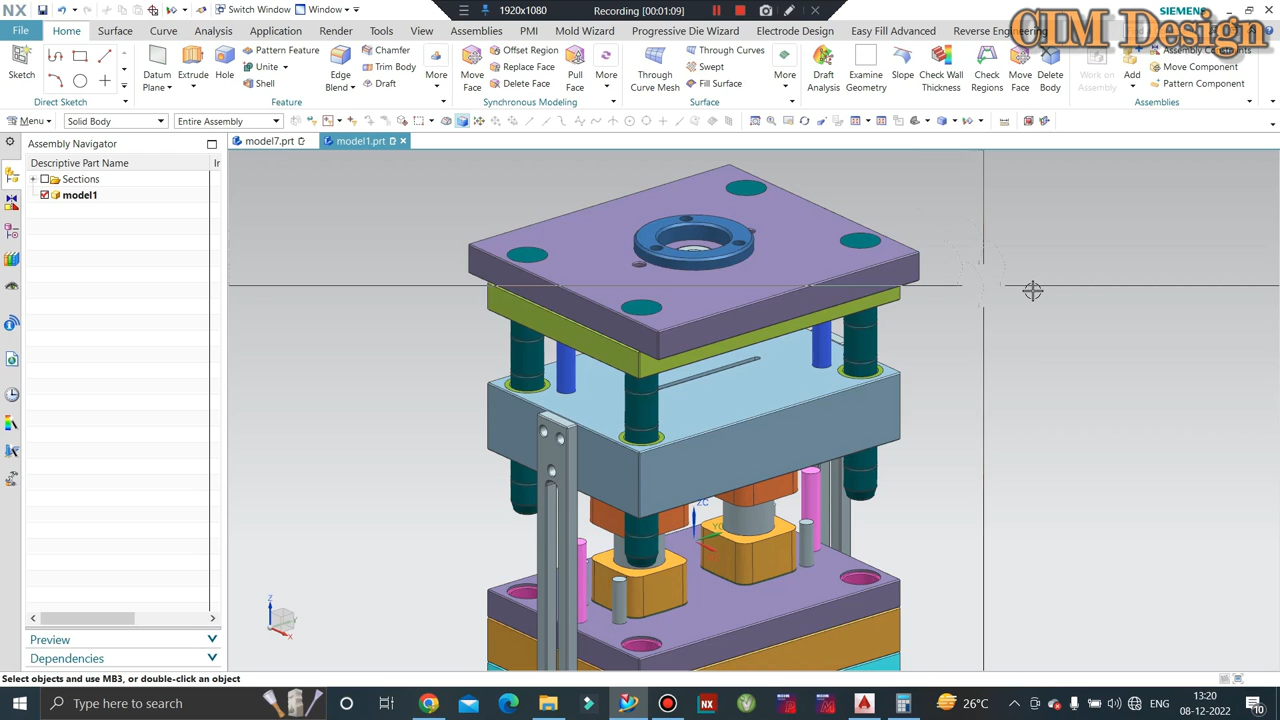 NX
Switch Window
Window
1920x1080
Recording [00:01:09]
SIEMENS
CIM Design
File
Home
Surface
Curve
Analysis
Application
Render
Tools
View
Assemblies
PMI
Mold Wizard
Progressive Die Wizard
Electrode Design
Easy Fill Advanced
Reverse Engineering
Sketch
Direct Sketch
Datum Plane
Extrude
Hole
Pattern Feature
Unite
Shell
Edge Blend
Chamfer
Trim Body
Draft
More
Feature
Move Face
Offset Region
Replace Face
Delete Face
Pull Face
More
Synchronous Modeling
Through Curve Mesh
Through Curves
Swept
Fill Surface
More
Surface
Draft Analysis
Examine Geometry
Slope
Check Wall Thickness
Check Regions
Move Face
Delete Body
Work on Assembly
Add
Assembly Constraints
Move Component
Pattern Component
Assemblies
Menu
Solid Body
Entire Assembly
Assembly Navigator
model7.prt
model1.prt
Descriptive Part Name
Ir
Sections
model1
ZC
YC
Z
Y
X
Preview
Dependencies
Select objects and use MB3, or double-click an object
Type here to search
26°C
ENG
13:20
08-12-2022
10